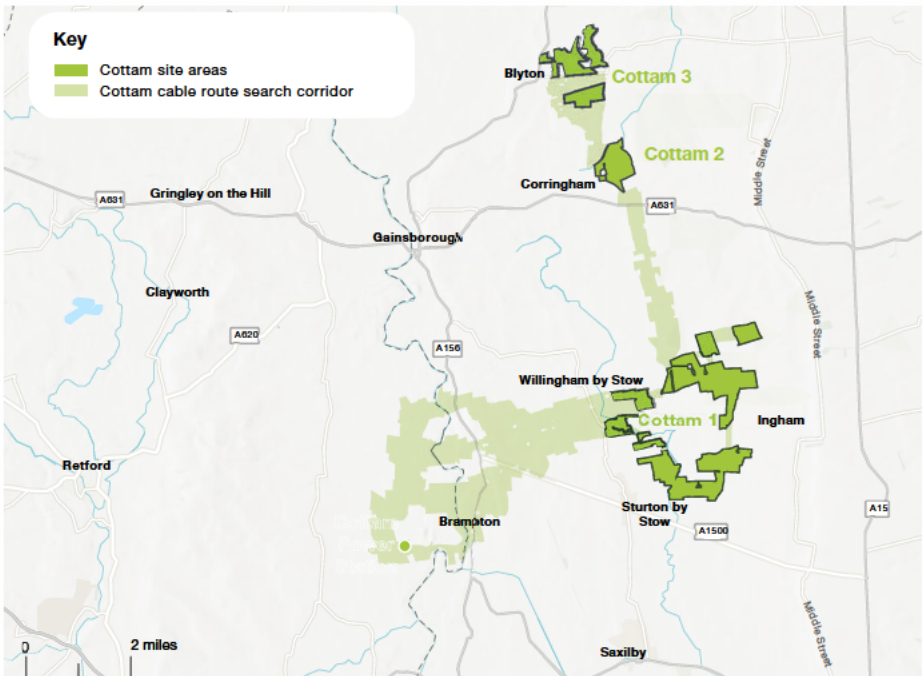 Key
Cottam site areas
Cottam cable route search corridor
Blyton
Cottam 3
Cottam 2
Middle Street
Corringham
Gringley on the Hill
A631
A631
Gainsborough
Clayworth
Middle Street
A620
A156
Willingham by Stow
Cottam 1
Ingham
Retford
Sturton by
Stow
A15
Brampton
A1500
Middle Street
0
2 miles
Saxilby